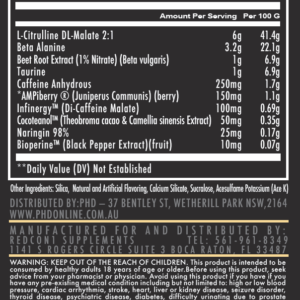 Amount Per Serving Per 100 G
L-Citrulline DL-Malate 2:1 6g 41.4g
Beta Alanine 3.2g 22.1g
Beet Root Extract (1% Nitrate) (Beta vulgaris) 1g 6.9g
Taurine 1g 6.9g
Caffeine Anhydrous 250mg 1.7g
*AMPiberry ® (Juniperus Communis) (berry) 150mg 1.1g
Infinergy™ (Di-Caffeine Malate) 100mg 0.69g
Cocoteanol™ (Theobroma cacao & Camellia sinensis Extract) 50mg 0.35g
Naringin 98% 25mg 0.17g
Bioperine™ (Black Pepper Extract)(fruit) 10mg 0.07g
**Daily Value (DV) Not Established
Other Ingredients: Silica, Natural and Artificial Flavoring, Calcium Silicate, Sucralose, Acesulfame Potassium (Ace K)
DISTRIBUTED BY:PHD – 37 BENTLEY ST, WETHERILL PARK NSW,2164
WWW.PHDONLINE.COM
MANUFACTURED FOR AND DISTRIBUTED BY:
REDCON1 SUPPLEMENTS TEL: 561-961-8349
1141 S ROGERS CIRCLE SUITE 3 BOCA RATON, FL 33487
WARNING: KEEP OUT OF THE REACH OF CHILDREN. This product is intended to be
consumed by healthy adults 18 years of age or older.Before using this product, seek
advice from your pharmacist or physician. Avoid using this product if you have if you
have any pre-existing medical condition including but not limited to: high or low blood
pressure, cardiac arrhythmia, stroke, heart, liver, kidney or disease, seizure disorder,
thyroid disease, psychiatric disease, diabetes, difficulty urinating due to prostate